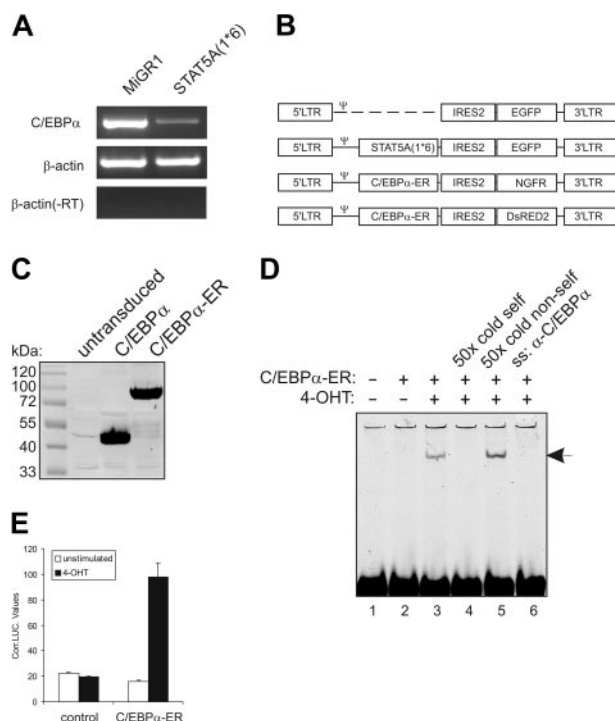 A
MiGR1
STAT5A(1*6)
C/EBPα
β-actin
β-actin(-RT)
B
5'LTR Ψ IRES2 EGFP 3'LTR
5'LTR Ψ STAT5A(1*6) IRES2 EGFP 3'LTR
5'LTR Ψ C/EBPα-ER IRES2 NGFR 3'LTR
5'LTR Ψ C/EBPα-ER IRES2 DsRED2 3'LTR
C
untransduced
C/EBPα
C/EBPα-ER
kDa:
120
100
72
55
40
33
D
50x cold self
50x cold non-self
ss: α-C/EBPα
C/EBPα-ER: - + + + + +
4-OHT: - - + + + +
1 2 3 4 5 6
E
unstimulated
4-OHT
Corr.LUC. Values
120
100
80
60
40
20
0
control C/EBPα-ER